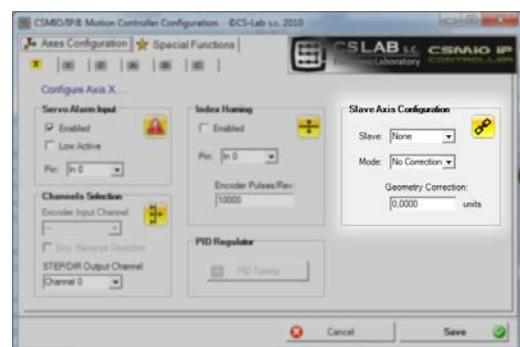 CSMIO/IP® Motion Controller Configuration ©CS-Lab s.c. 2010
Axes Configuration
Special Functions
CSLAB s.c.
Laboratory
CSMIO IP
CONTROLLER
X
Configure Axis X...
Servo Alarm Input
Enabled
Low Active
Pin: In 0
Index Homing
Enabled
Pin: In 0
Encoder Pulses/Rev:
10000
Slave Axis Configuration
Slave: None
Mode: No Correction
Geometry Correction:
0,0000 units
Channels Selection
Encoder Input Channel
--
Enc. Reverse Direction
STEP/DIR Output Channel
Channel 0
PID Regulator
PID Tuning
Cancel
Save